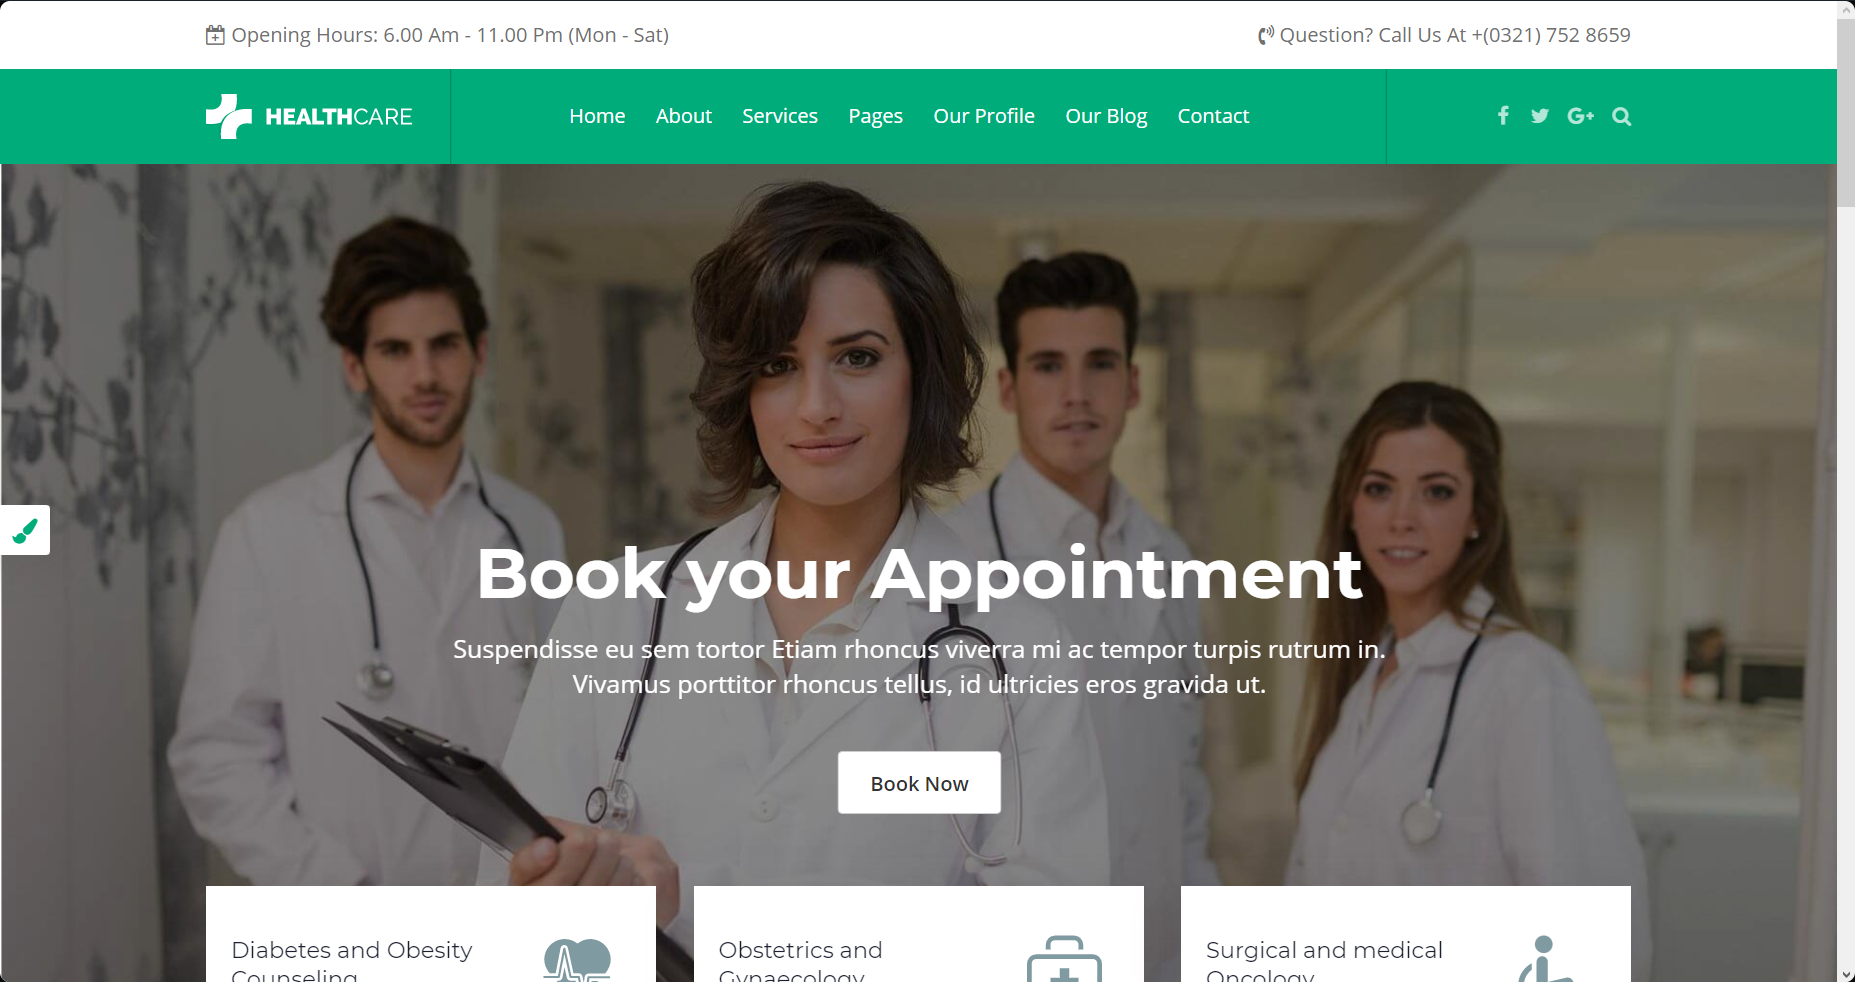 Opening Hours: 6.00 Am - 11.00 Pm (Mon - Sat)
Question? Call Us At +(0321) 752 8659
HEALTHCARE
Home About Services Pages Our Profile Our Blog Contact
Book your Appointment
Suspendisse eu sem tortor Etiam rhoncus viverra mi ac tempor turpis rutrum in.
Vivamus porttitor rhoncus tellus, id ultricies eros gravida ut.
Book Now
Diabetes and Obesity
Counseling
Obstetrics and
Gynaecology
Surgical and medical
Oncology